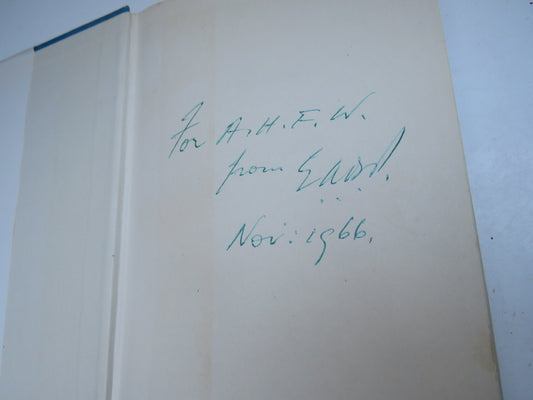 For A. H. F. W.
from
Nov: 1966.